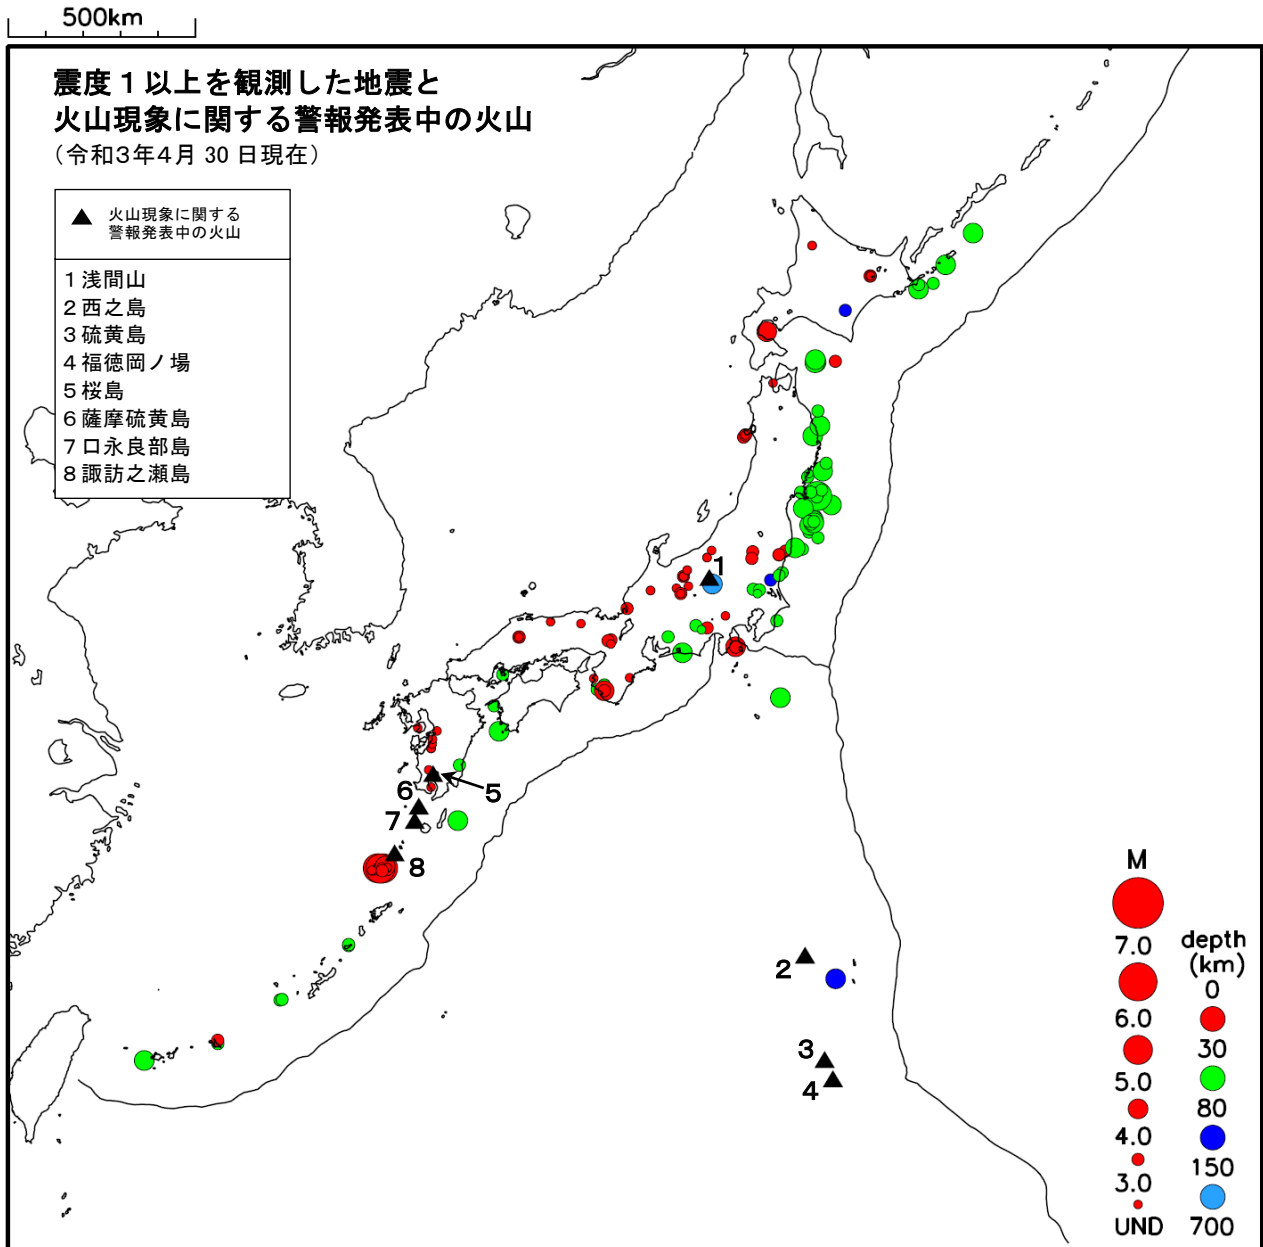 500km
震度１以上を観測した地震と
火山現象に関する警報発表中の火山
（令和3年4月 30 日現在）
火山現象に関する
警報発表中の火山
１浅間山
２西之島
３硫黄島
４福徳岡ノ場
５桜島
６薩摩硫黄島
７口永良部島
８諏訪之瀬島
1
5
6
7
8
2
3
4
M
7.0
6.0
5.0
4.0
3.0
UND
depth
(km)
0
30
80
150
700